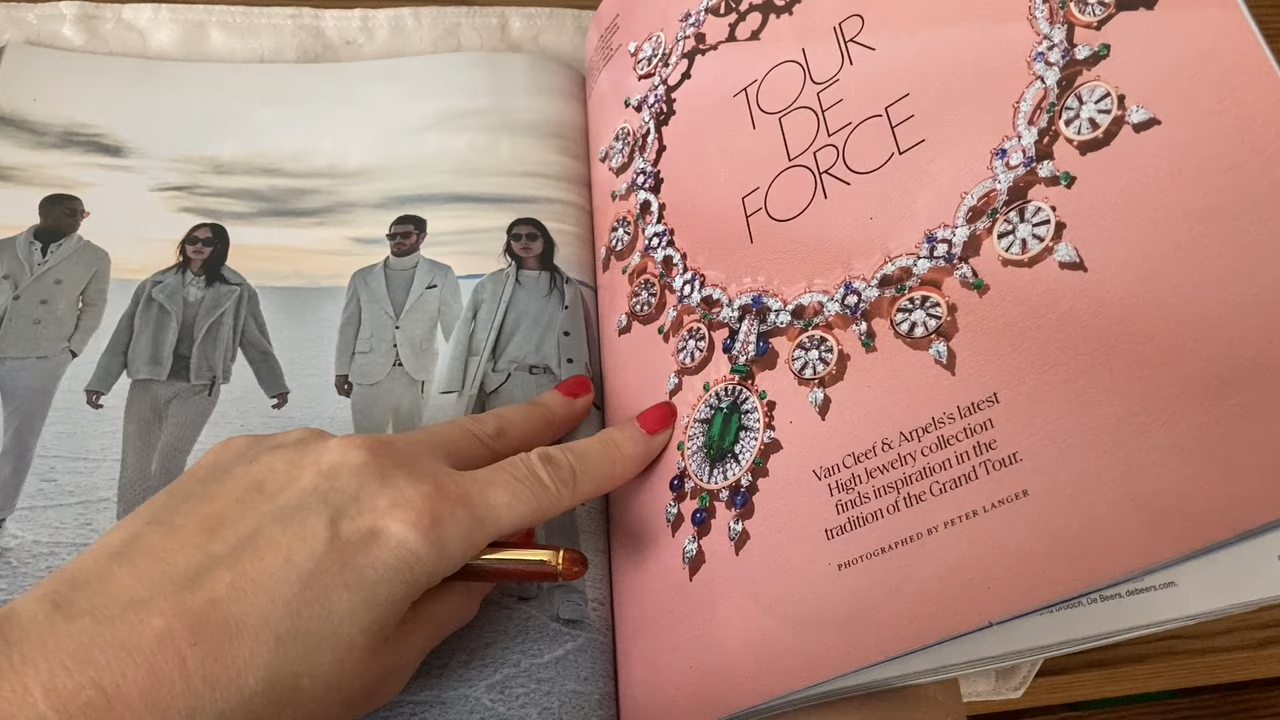 TOUR
DE
FORCE
Van Cleef & Arpels's latest
High Jewelry collection
finds inspiration in the
tradition of the Grand Tour.
PHOTOGRAPHED BY PETER LANGER
brooch, De Beers, debeers.com.